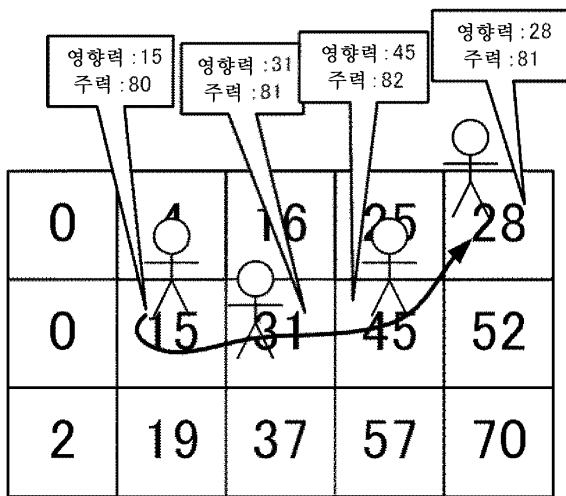 영향력 :15
주력 :80
영향력 :31
주력 :81
영향력 :45
주력 :82
영향력 :28
주력 :81
0 4 16 25 28
0 15 31 45 52
2 19 37 57 70